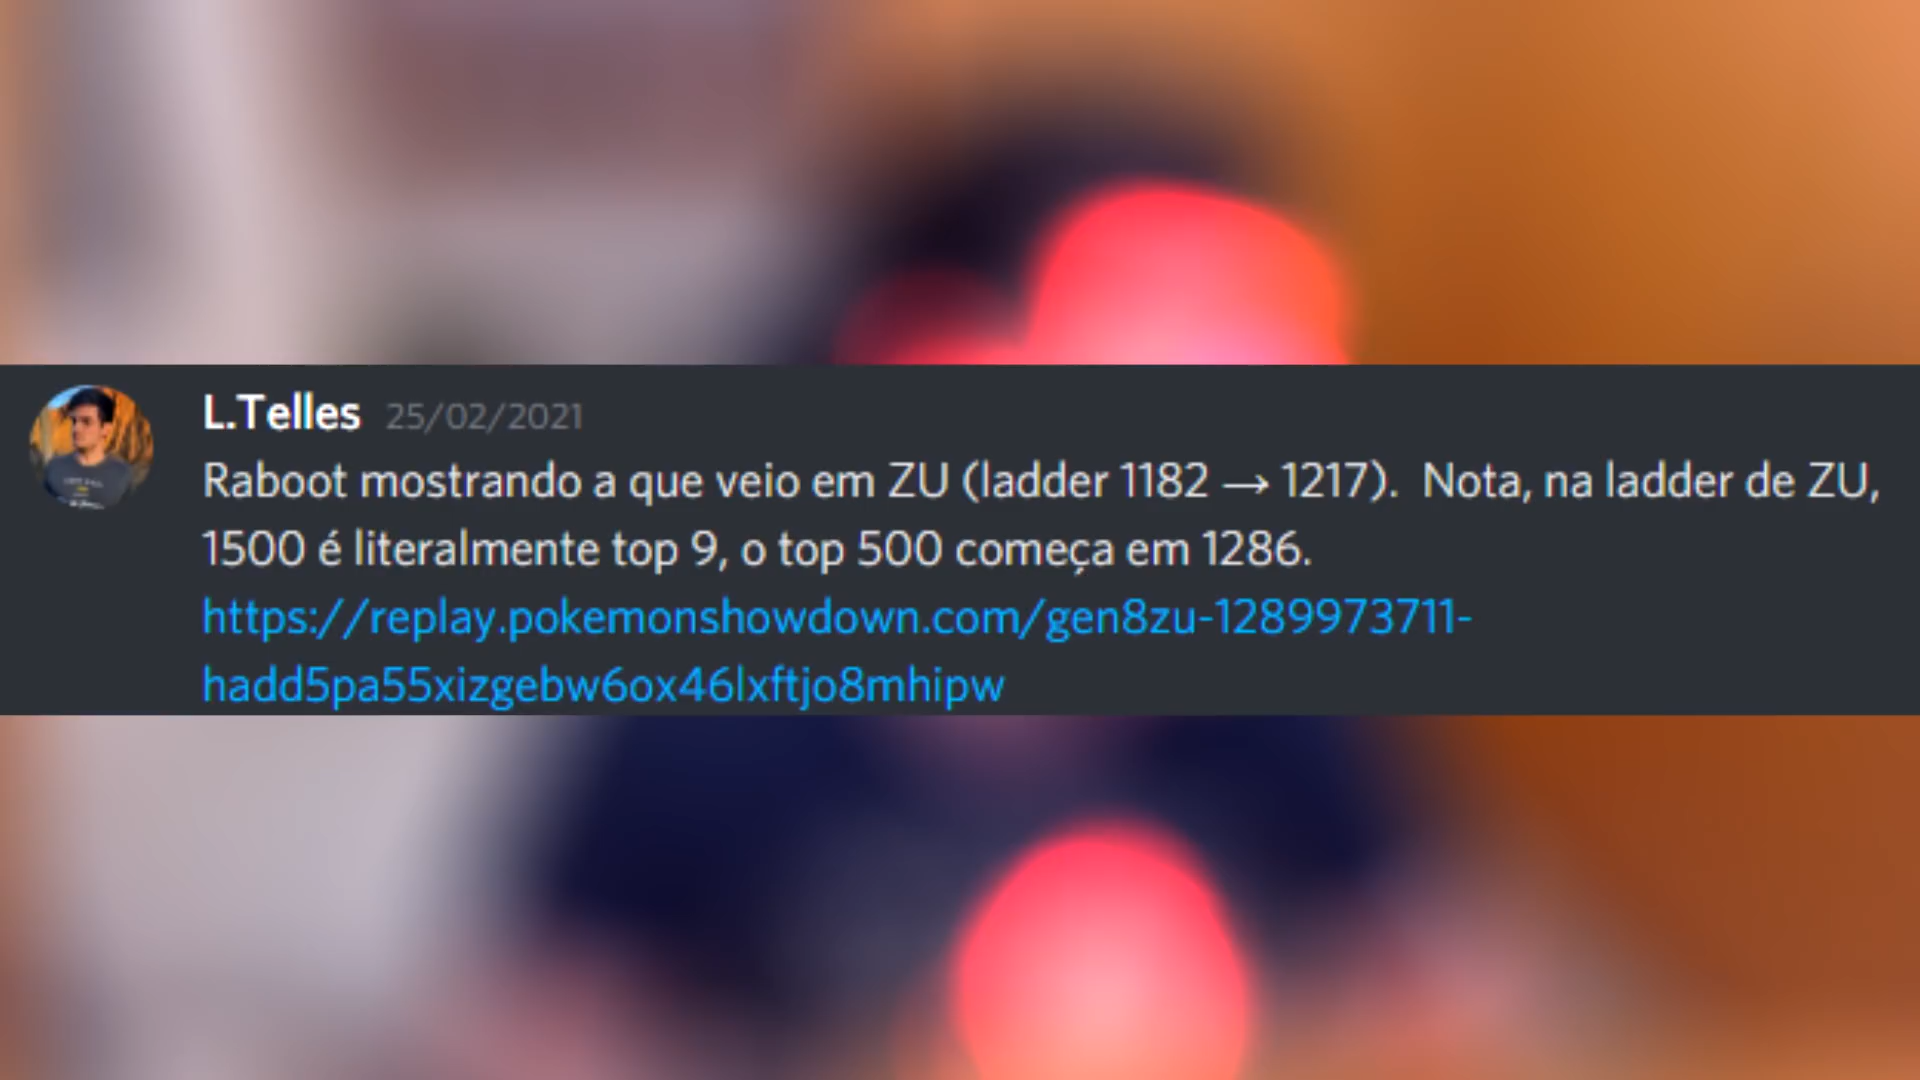 L.Telles 25/02/2021
Raboot mostrando a que veio em ZU (ladder 1182 → 1217). Nota, na ladder de ZU,
1500 é literalmente top 9, o top 500 começa em 1286.
https://replay.pokemonshowdown.com/gen8zu-1289973711-
hadd5pa55xizgebw6ox46lxftjo8mhipw